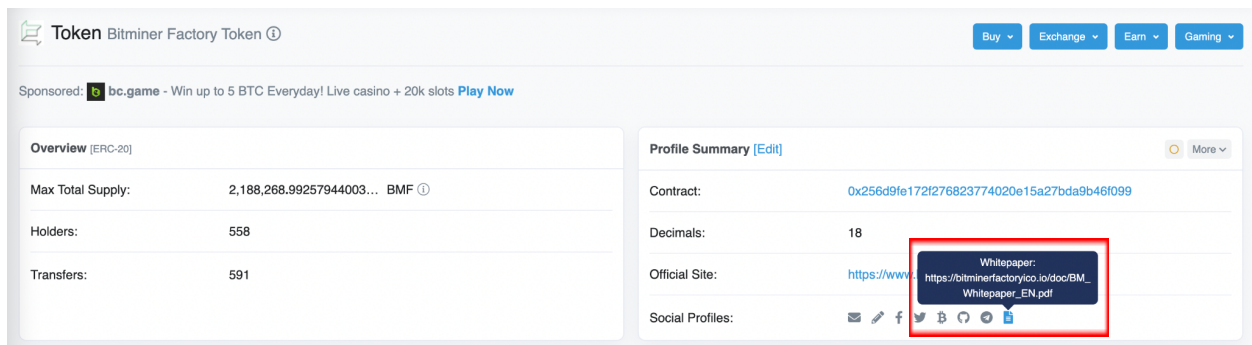 Token Bitminer Factory Token
Buy
Exchange
Earn
Gaming
Sponsored: bc.game - Win up to 5 BTC Everyday! Live casino + 20k slots Play Now
Overview [ERC-20]
Max Total Supply: 2,188,268.99257944003... BMF
Holders: 558
Transfers: 591
Profile Summary [Edit]
More
Contract: 0x256d9fe172f276823774020e15a27bda9b46f099
Decimals: 18
Official Site: https://www.
Whitepaper:
https://bitminerfactoryico.io/doc/BM_
Whitepaper_EN.pdf
Social Profiles: